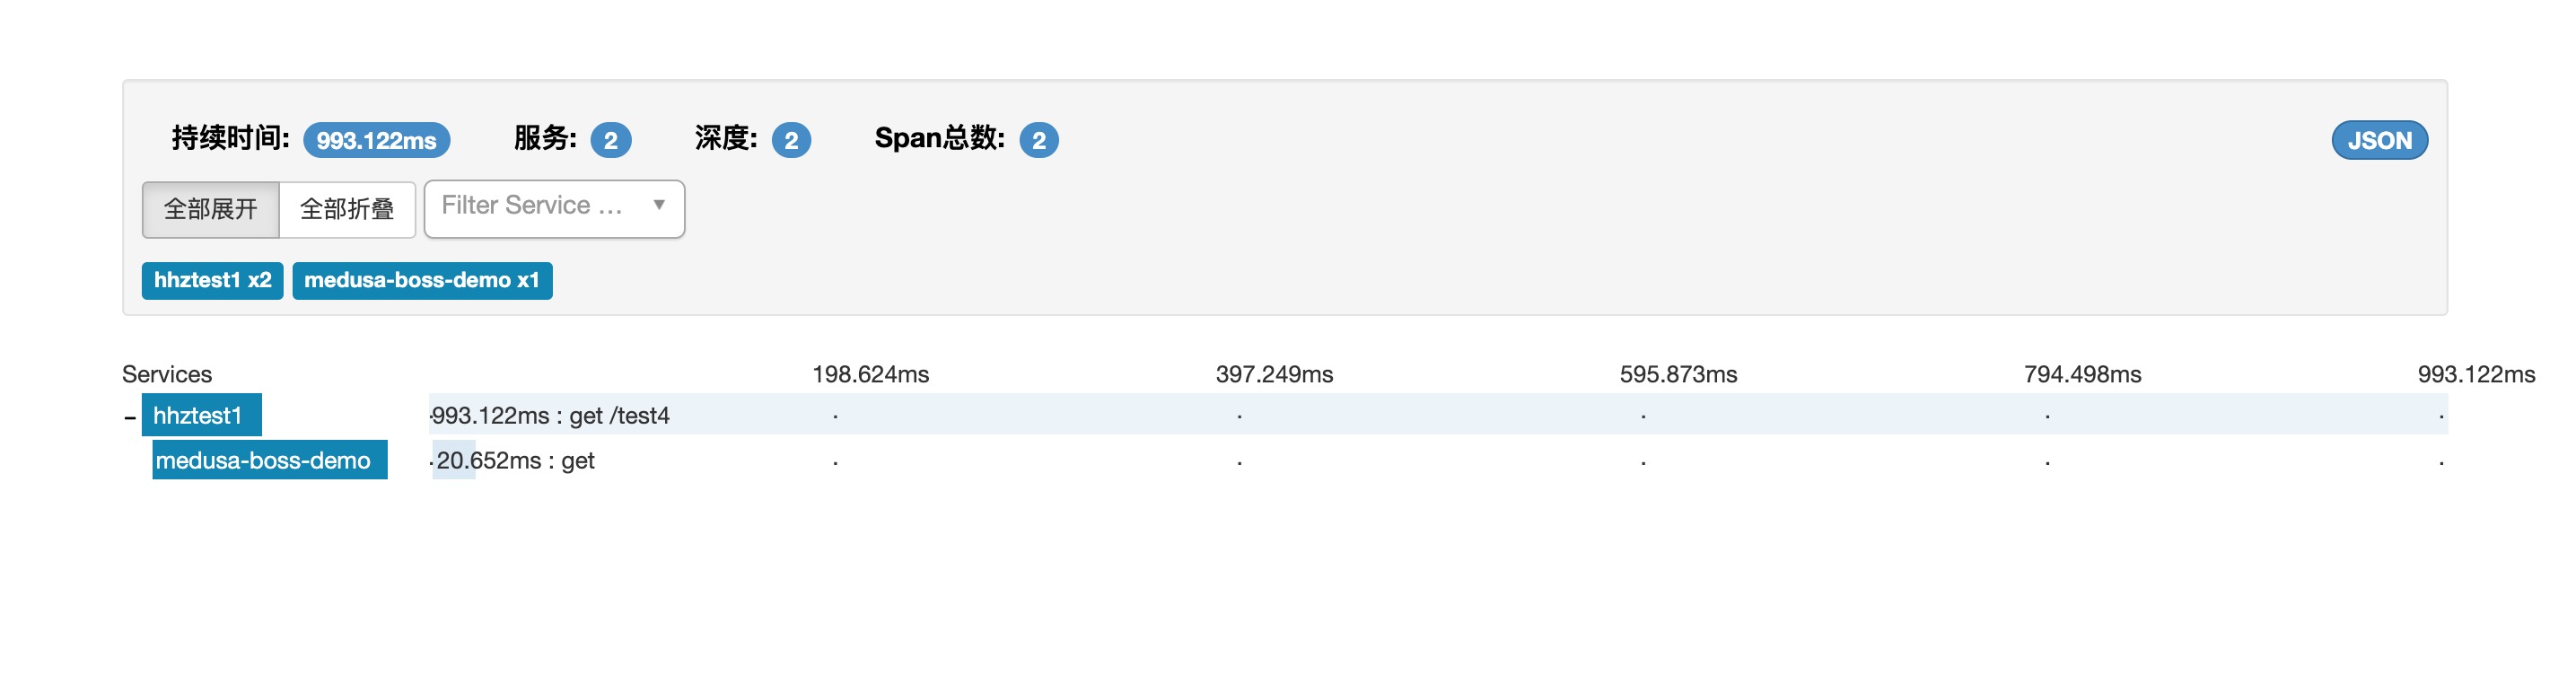 持续时间: 993.122ms 服务: 2 深度: 2 Span总数: 2 JSON
全部展开 全部折叠 Filter Service ...
hhztest1 x2 medusa-boss-demo x1
Services 198.624ms 397.249ms 595.873ms 794.498ms 993.122ms
- hhztest1 ·993.122ms : get /test4 · · · · ·
medusa-boss-demo ·20.652ms : get · · · · ·